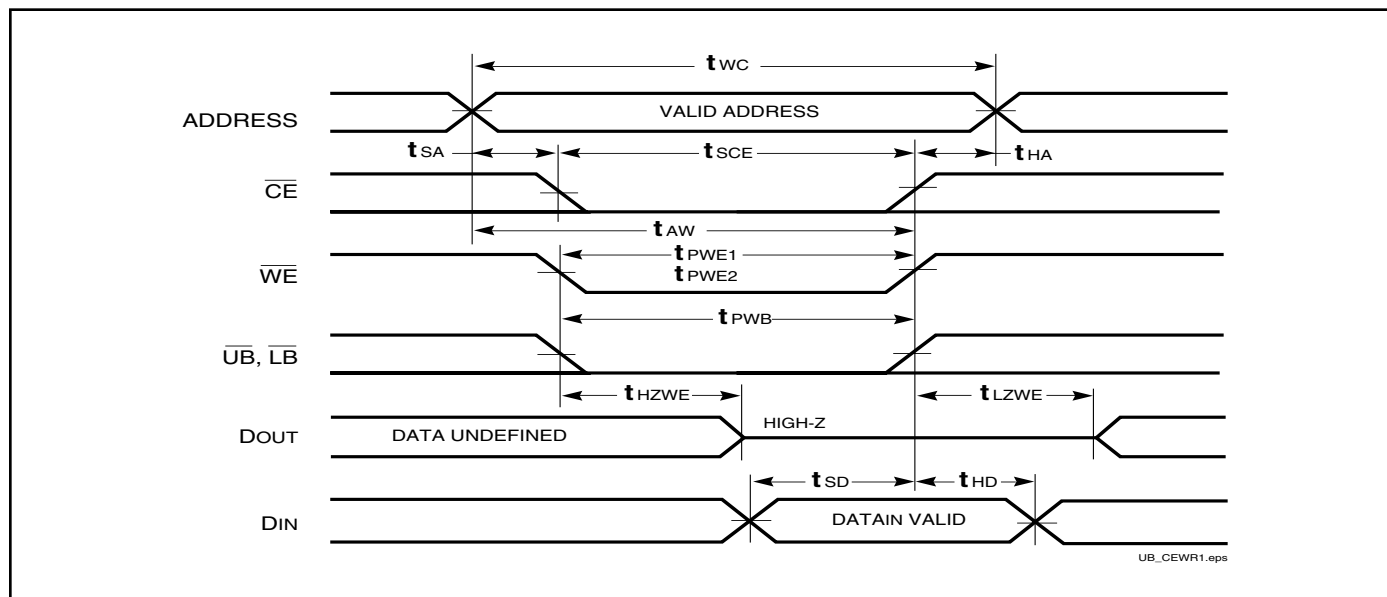 tWC
ADDRESS
VALID ADDRESS
tSA
tSCE
tHA
CE
tAW
tPWE1
WE
tPWE2
tPWB
UB, LB
tHZWE
tLZWE
DOUT
DATA UNDEFINED
HIGH-Z
tSD
tHD
DIN
DATAIN VALID
UB_CEWR1.eps